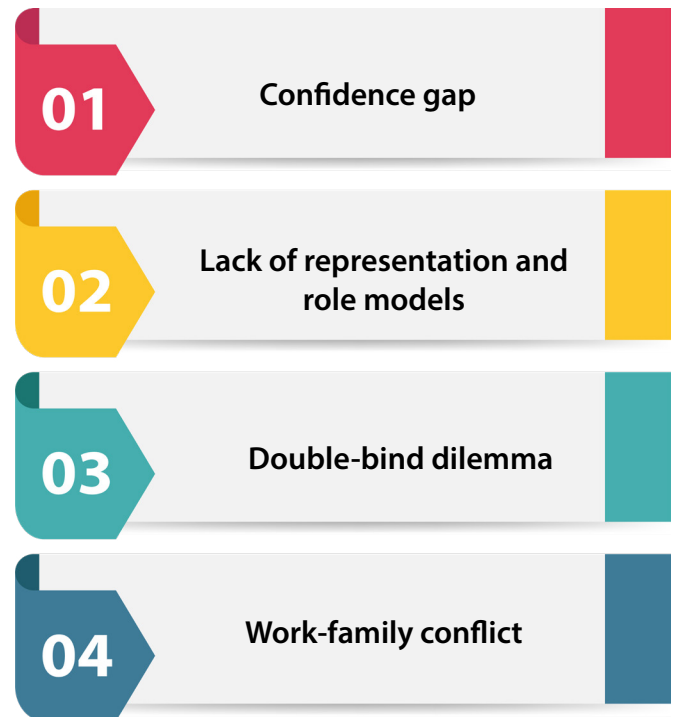 01
Confidence gap
02
Lack of representation and
role models
03
Double-bind dilemma
04
Work-family conflict